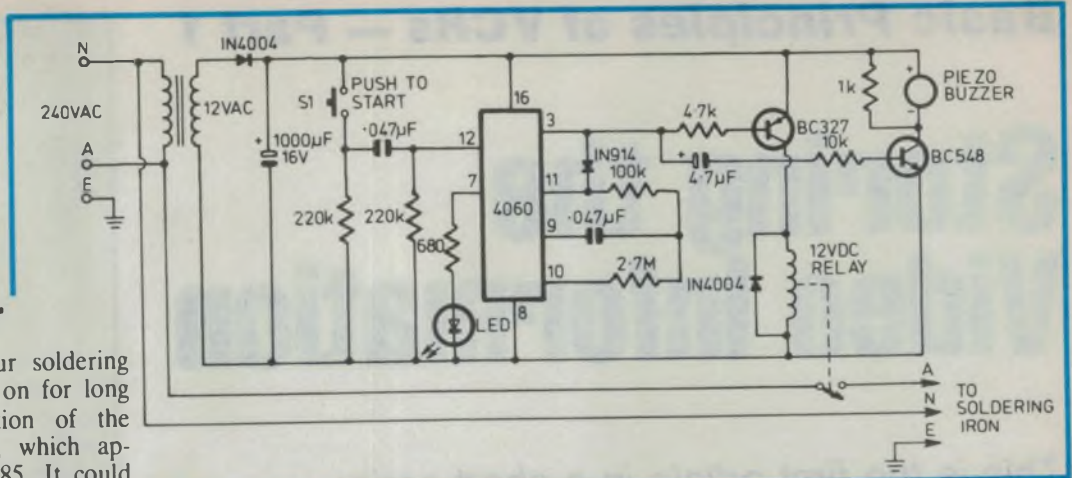 N
240VAC
A
E
IN4004
12VAC
+
1000µF
16V
S1
PUSH TO
START
·047µF
220k
220k
680
LED
12
7
16
4060
8
3
11
9
10
IN914
100k
·047µF
2·7M
4·7k
+
4·7µF
BC327
10k
1k
+
PIEZO
BUZZER
-
BC548
12VDC
RELAY
IN4004
A
N
E
TO
SOLDERING
IRON
ur soldering
on for long
ion of the
which ap-
85. It could